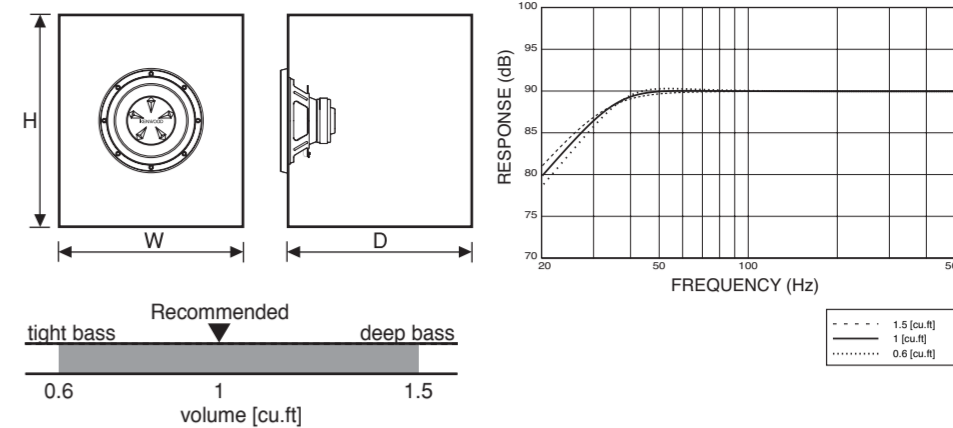 H
W
D
KENWOOD
Recommended
tight bass
deep bass
0.6
1
1.5
volume [cu.ft]
RESPONSE (dB)
100
95
90
85
80
75
70
20
50
100
50
FREQUENCY (Hz)
1.5 [cu.ft]
1 [cu.ft]
0.6 [cu.ft]